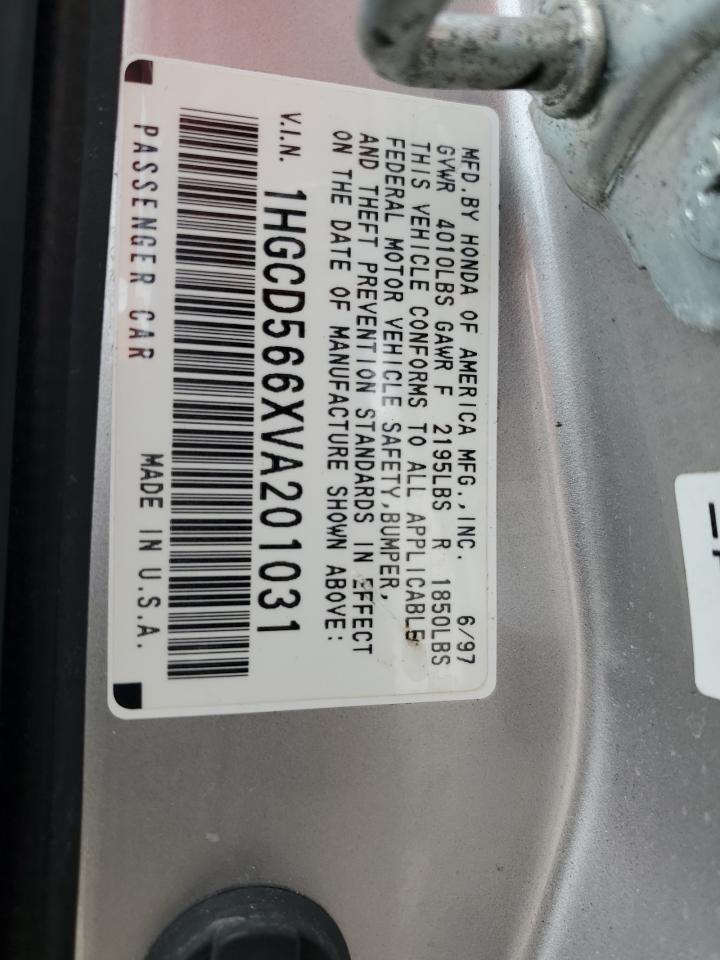 MFD. BY HONDA OF AMERICA MFG., INC. 6/97
GVWR 4010LBS GAWR F 2195LBS R 1850LBS
THIS VEHICLE CONFORMS TO ALL APPLICABLE
FEDERAL MOTOR VEHICLE SAFETY, BUMPER,
AND THEFT PREVENTION STANDARDS IN EFFECT
ON THE DATE OF MANUFACTURE SHOWN ABOVE:
V.I.N. 1HGCD566XVA201031
PASSENGER CAR MADE IN U.S.A.